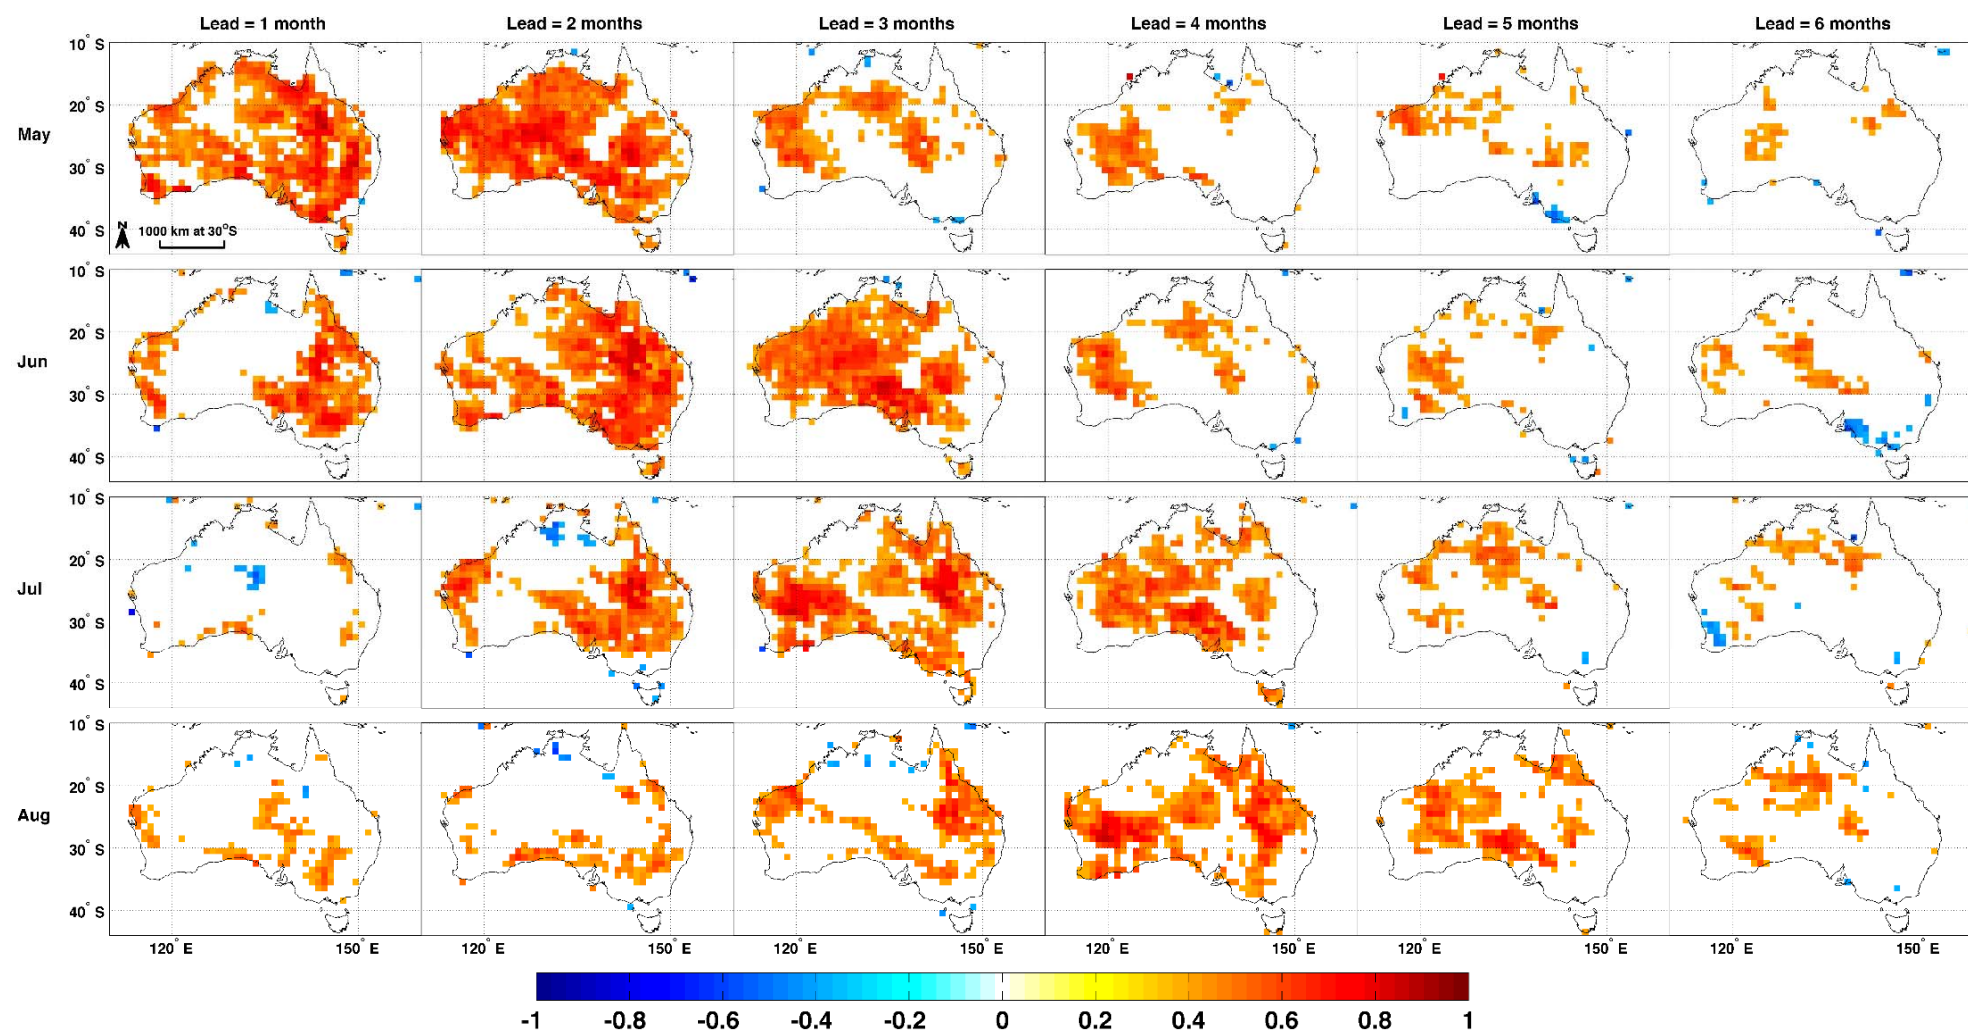 Lead = 1 month Lead = 2 months Lead = 3 months Lead = 4 months Lead = 5 months Lead = 6 months
10° S
20° S
May
30° S
N
1000 km at 30°S
40° S
10° S
20° S
Jun
30° S
40° S
10° S
20° S
Jul
30° S
40° S
10° S
20° S
Aug
30° S
40° S
120° E 150° E 120° E 150° E 120° E 150° E 120° E 150° E 120° E 150° E 120° E 150° E
-1 -0.8 -0.6 -0.4 -0.2 0 0.2 0.4 0.6 0.8 1